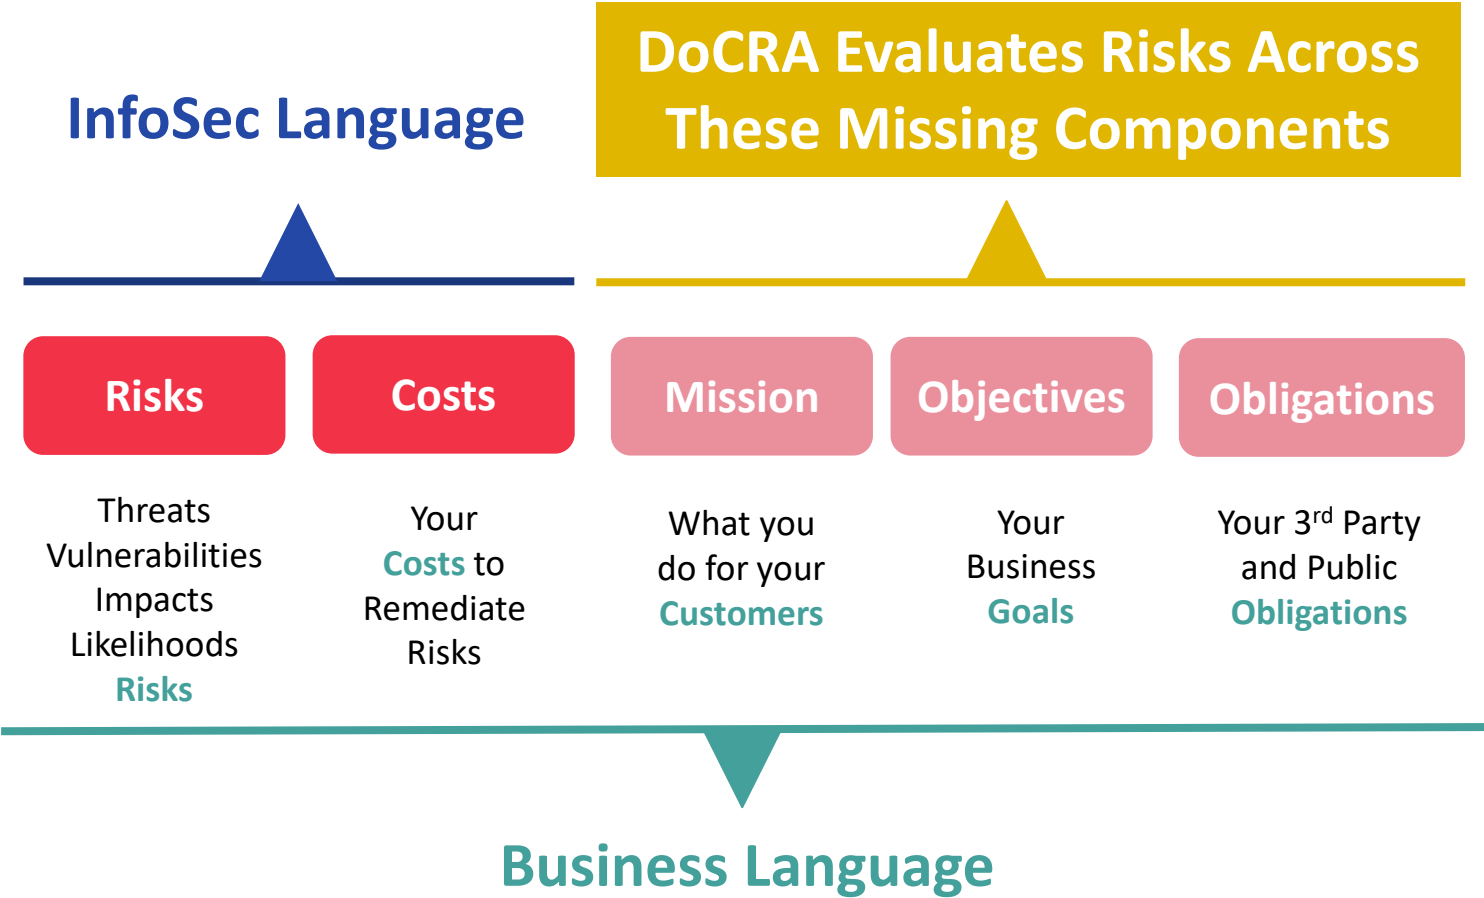 InfoSec Language
DoCRA Evaluates Risks Across
These Missing Components
Risks
Threats
Vulnerabilities
Impacts
Likelihoods
Risks
Costs
Your
Costs to
Remediate
Risks
Mission
What you
do for your
Customers
Objectives
Your
Business
Goals
Obligations
Your 3rd Party
and Public
Obligations
Business Language